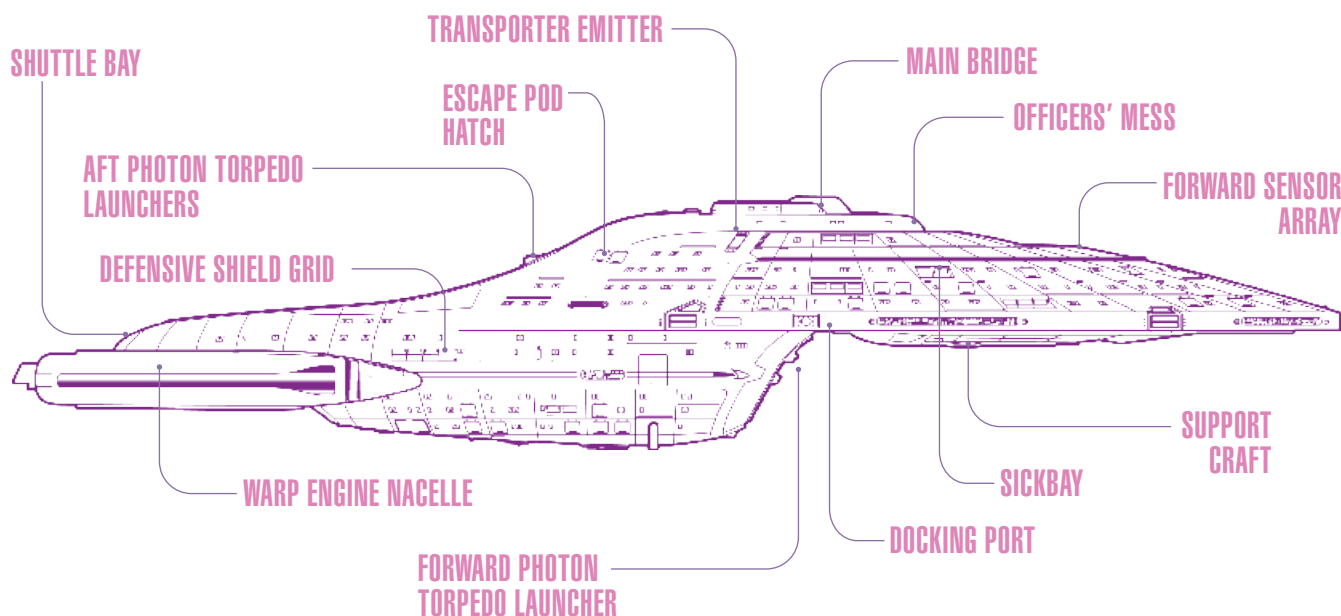 TRANSPORTER EMITTER
SHUTTLE BAY
MAIN BRIDGE
ESCAPE POD
HATCH
OFFICERS’ MESS
AFT PHOTON TORPEDO
LAUNCHERS
FORWARD SENSOR
ARRAY
DEFENSIVE SHIELD GRID
SUPPORT
CRAFT
WARP ENGINE NACELLE
SICKBAY
DOCKING PORT
FORWARD PHOTON
TORPEDO LAUNCHER